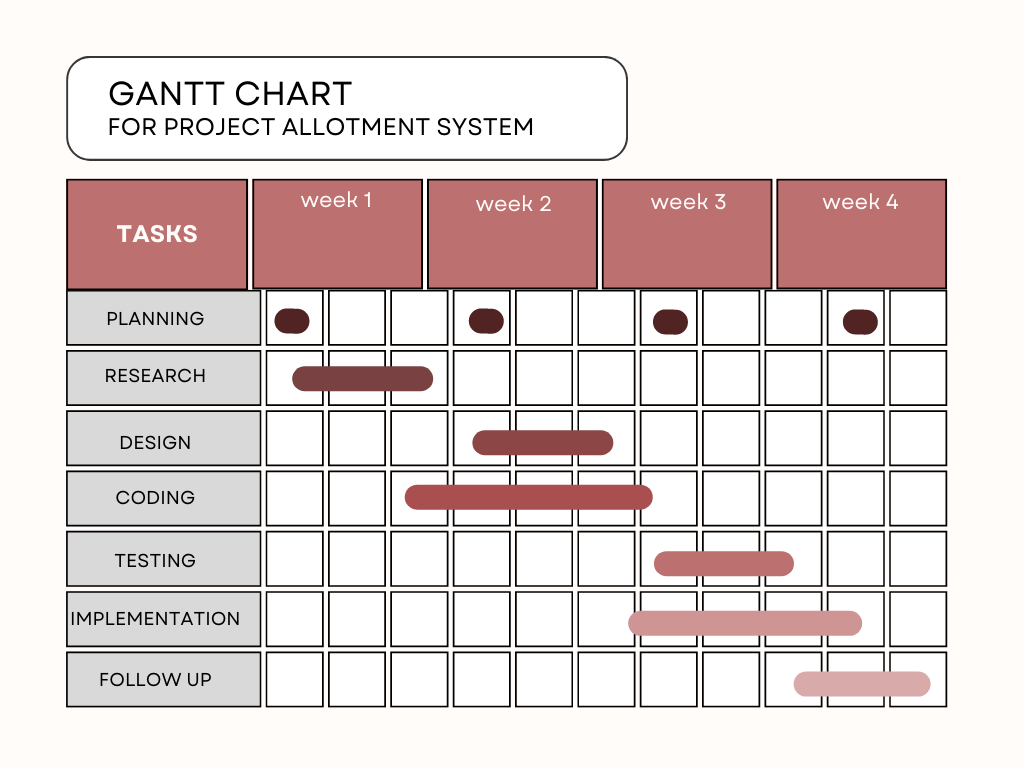 GANTT CHART
FOR PROJECT ALLOTMENT SYSTEM
TASKS
week 1
week 2
week 3
week 4
PLANNING
RESEARCH
DESIGN
CODING
TESTING
IMPLEMENTATION
FOLLOW UP